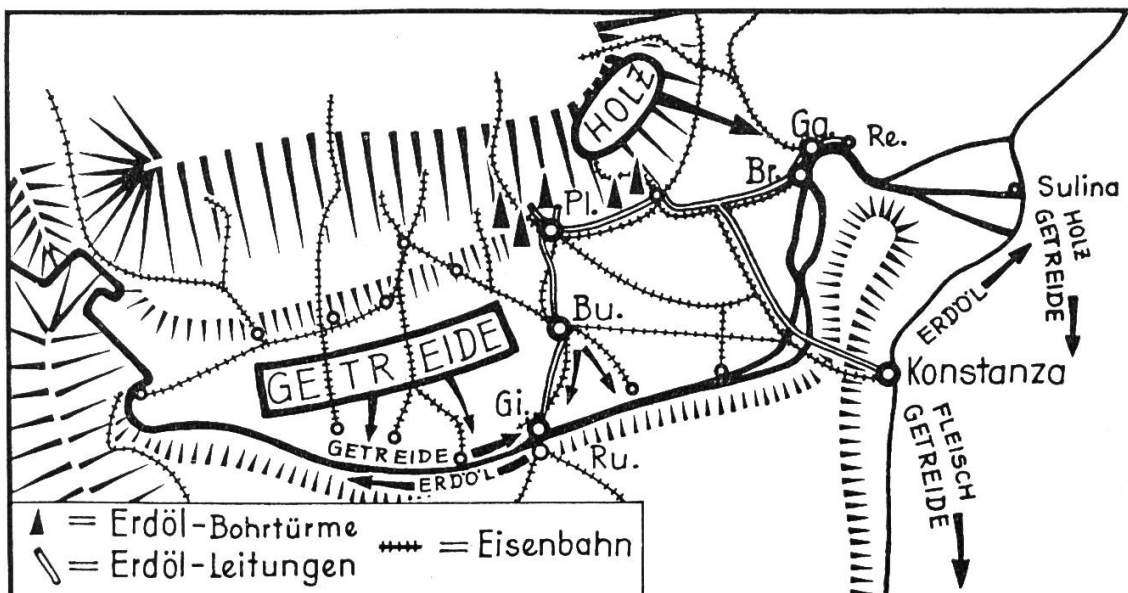 HOLZ
Ga.
Re.
Br.
Sulina
Pl.
HOLZ
GETREIDE
ERDÖL
Bu.
GETREIDE
Konstanza
Gi.
GETREIDE
ERDÖL
Ru.
FLEISCH
GETREIDE
= Erdöl-Bohrtürme
= Eisenbahn
= Erdöl-Leitungen